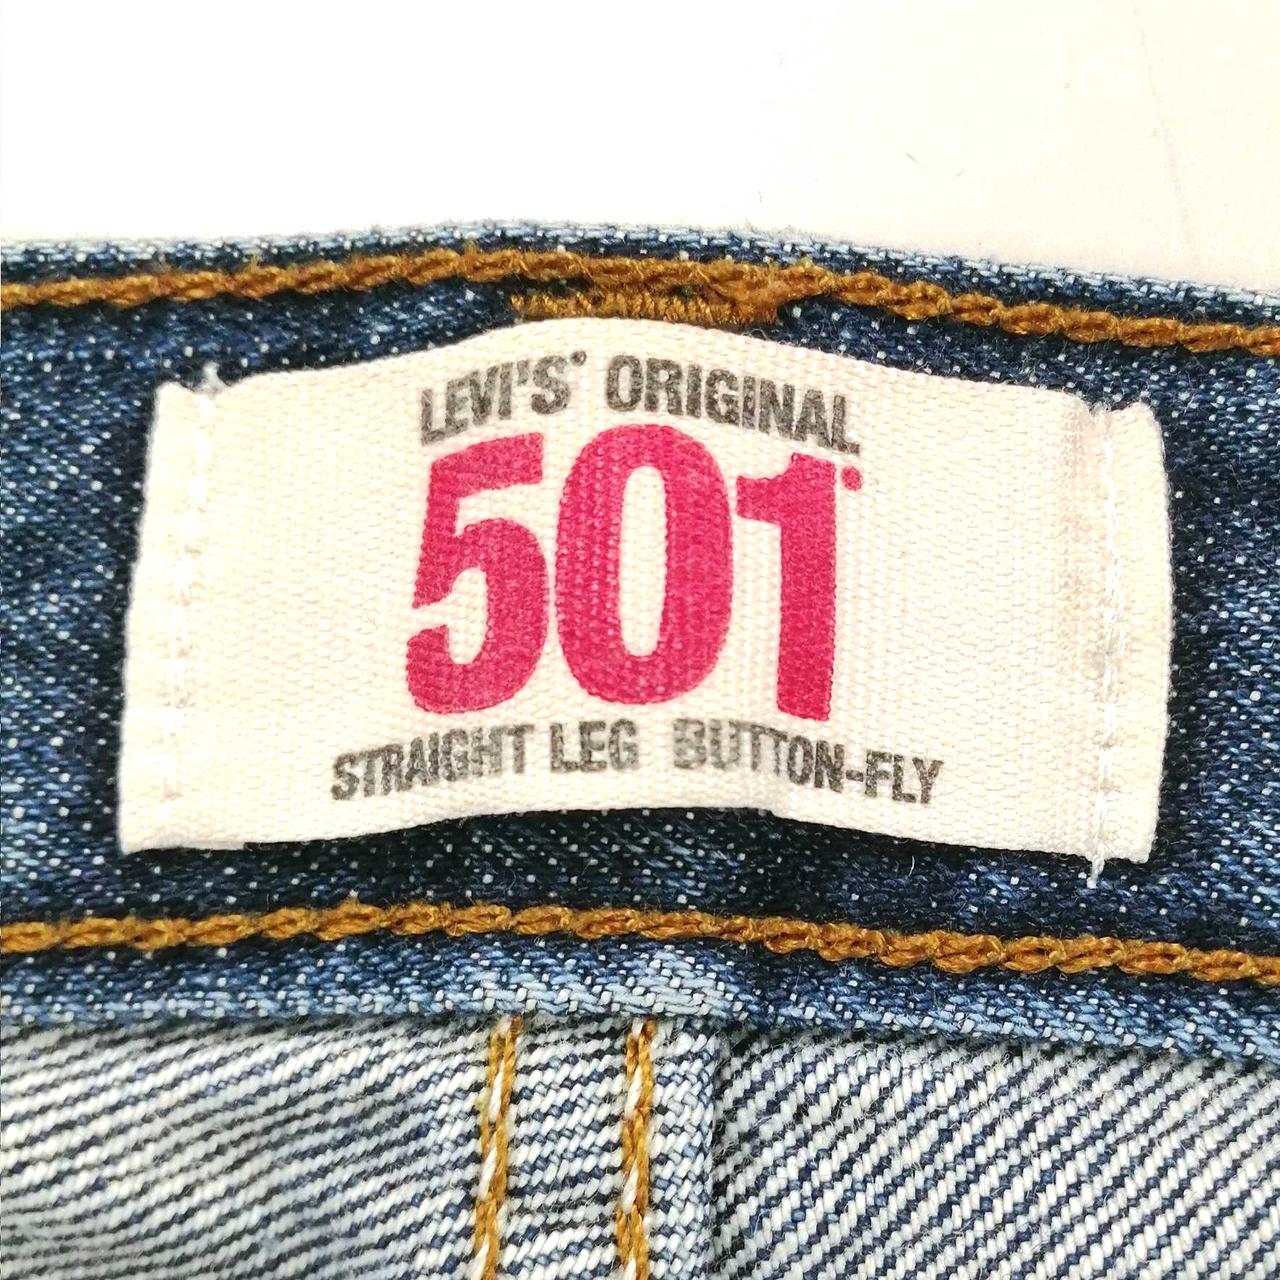 LEVI'S® ORIGINAL
501®
STRAIGHT LEG BUTTON-FLY